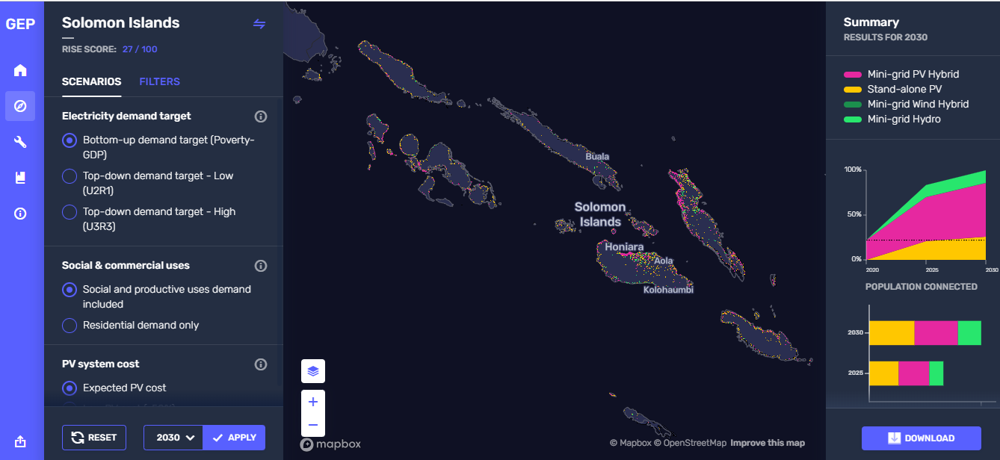 GEP
Solomon Islands
RISE SCORE: 27 / 100
SCENARIOS FILTERS
Electricity demand target
Bottom-up demand target (Poverty-
GDP)
Top-down demand target - Low
(U2R1)
Top-down demand target - High
(U3R3)
Social & commercial uses
Social and productive uses demand
included
Residential demand only
PV system cost
Expected PV cost
RESET 2030 APPLY
Buala
Solomon
Islands
Honiara
Aola
Kolohaumbi
mapbox
© Mapbox © OpenStreetMap Improve this map
Summary
RESULTS FOR 2030
Mini-grid PV Hybrid
Stand-alone PV
Mini-grid Wind Hybrid
Mini-grid Hydro
100%
50%
0%
2020 2025 2030
POPULATION CONNECTED
2030
2025
DOWNLOAD